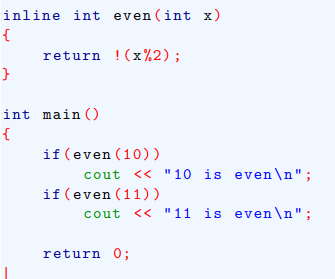 inline int even(int x)
{
    return !(x%2);
}

int main()
{
    if(even(10))
        cout << "10 is even\n";
    if(even(11))
        cout << "11 is even\n";

    return 0;